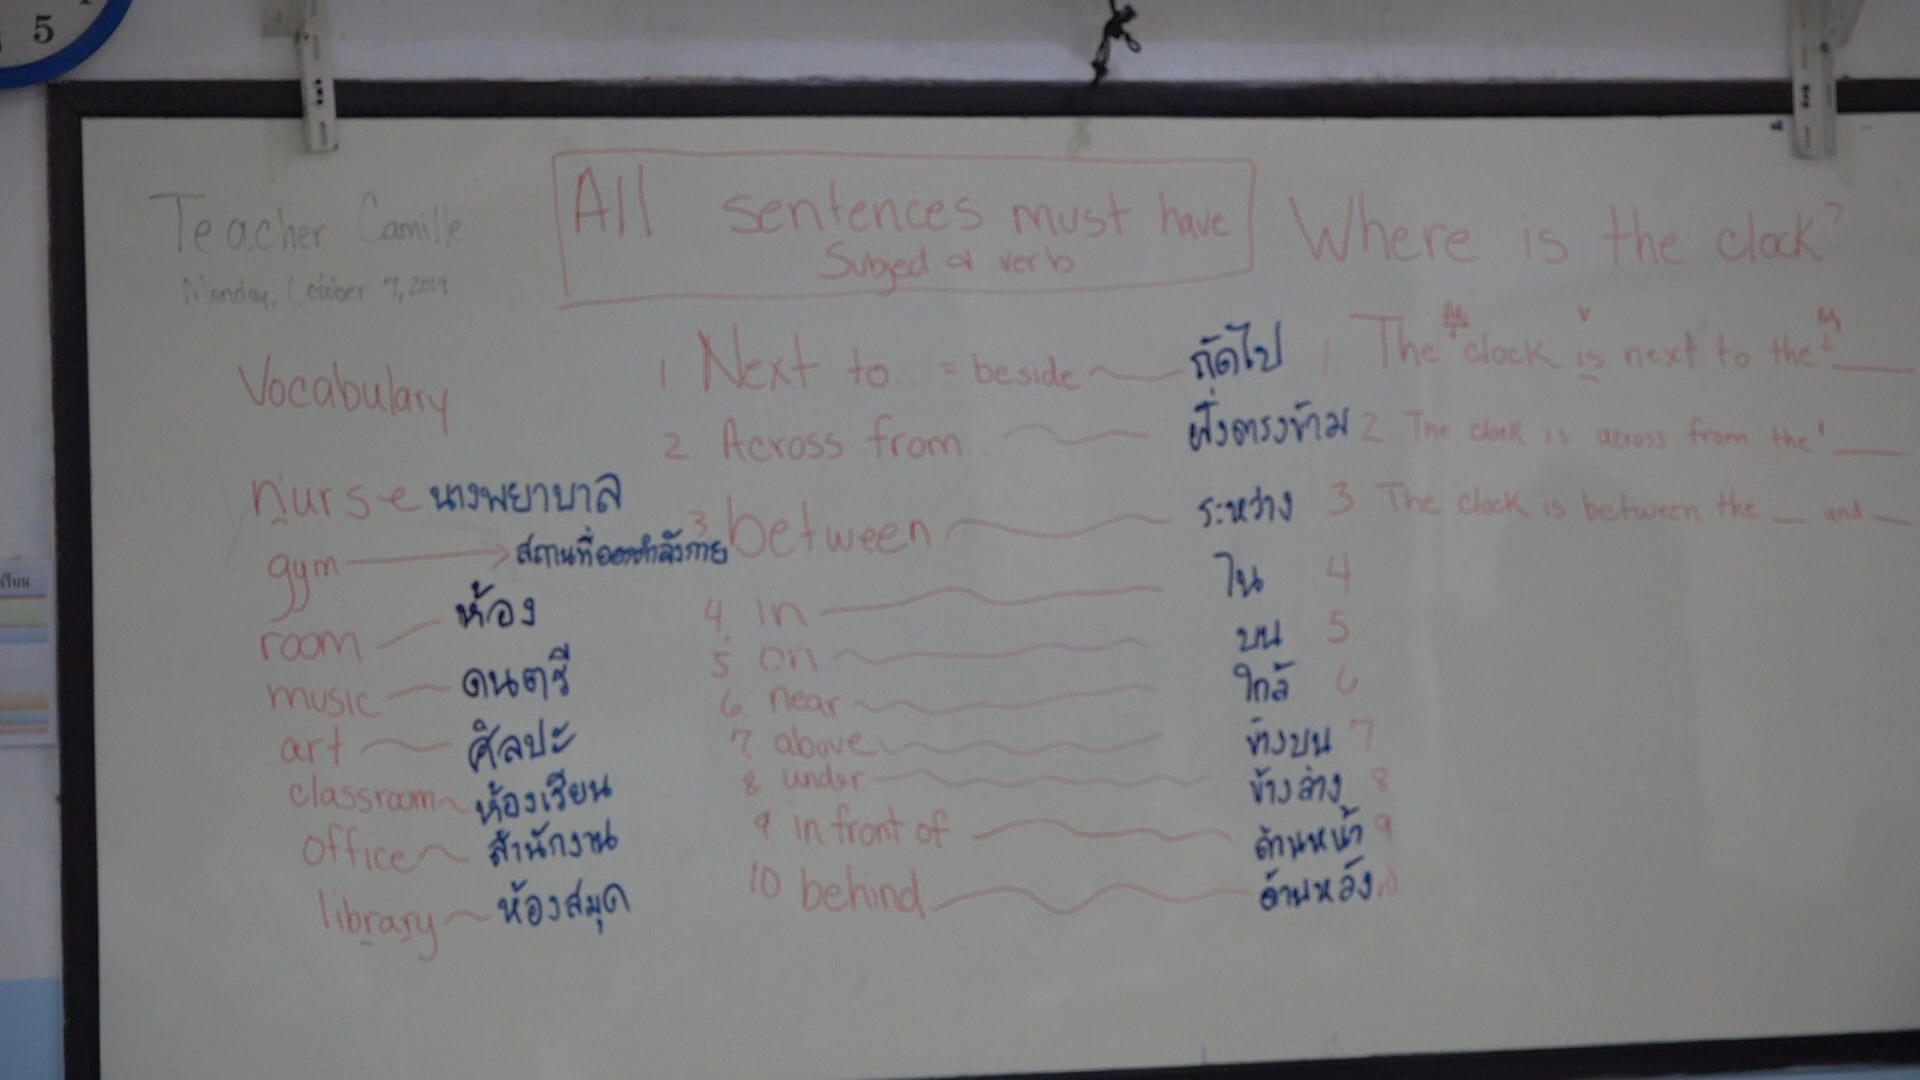 5
Teacher Camille
Monday, October 7, 2019
All sentences must have
Subject & verb
Where is the clock?
Vocabulary
nurse นางพยาบาล
gym สถานที่ออกกำลังกาย
room ห้อง
music ดนตรี
art ศิลปะ
classroom ห้องเรียน
office สำนักงาน
library ห้องสมุด
1. Next to = beside ถัดไป
2. Across from ฝั่งตรงข้าม
3 between ระหว่าง
4. in ใน 4
5 on บน 5
6. near ใกล้ 6
7 above ข้างบน 7
8 under ข้างล่าง 8
9 in front of ด้านหน้า 9
10 behind ด้านหลัง 10
v
1. The clock is next to the ___
2 The clock is across from the ___
3 The clock is between the _ and _
เรียน